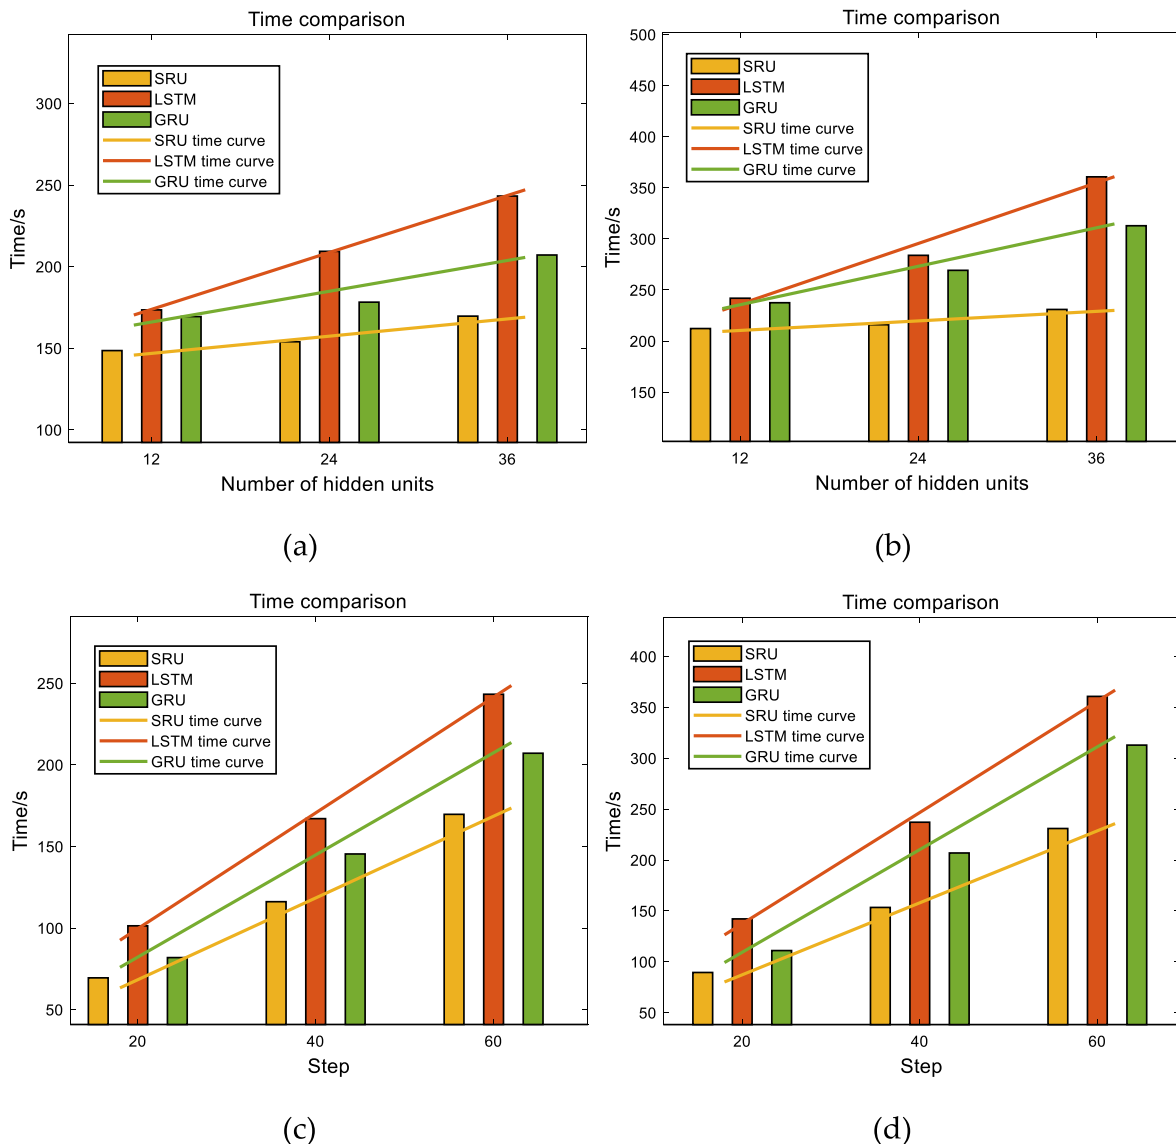 Time comparison
300
250
200
150
100
Time/s
SRU
LSTM
GRU
SRU time curve
LSTM time curve
GRU time curve
12
24
36
Number of hidden units
(a)
Time comparison
500
450
400
350
300
250
200
150
Time/s
SRU
LSTM
GRU
SRU time curve
LSTM time curve
GRU time curve
12
24
36
Number of hidden units
(b)
Time comparison
250
200
150
100
50
Time/s
SRU
LSTM
GRU
SRU time curve
LSTM time curve
GRU time curve
20
40
60
Step
(c)
Time comparison
400
350
300
250
200
150
100
50
Time/s
SRU
LSTM
GRU
SRU time curve
LSTM time curve
GRU time curve
20
40
60
Step
(d)